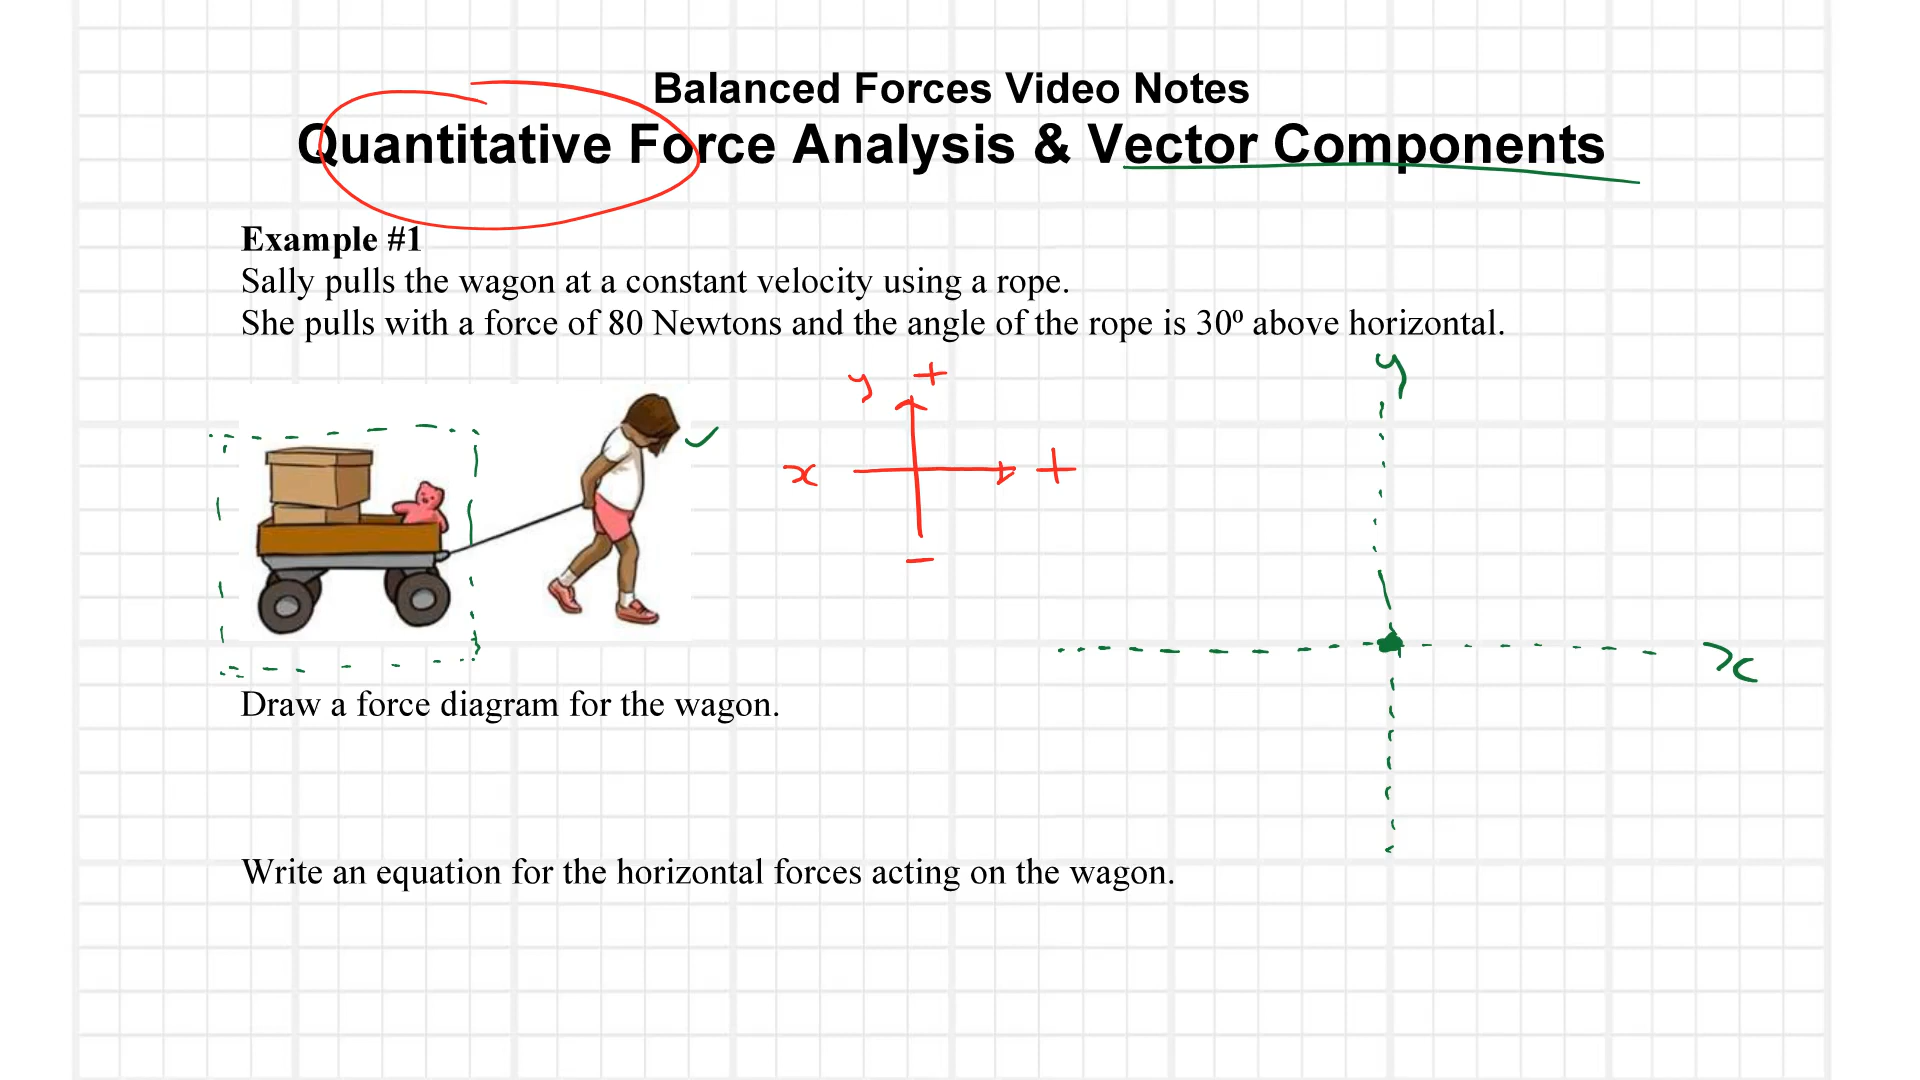 Balanced Forces Video Notes
Quantitative Force Analysis & Vector Components
Example #1
Sally pulls the wagon at a constant velocity using a rope.
She pulls with a force of 80 Newtons and the angle of the rope is 30º above horizontal.
y +
x +
−
y
x
Draw a force diagram for the wagon.
Write an equation for the horizontal forces acting on the wagon.